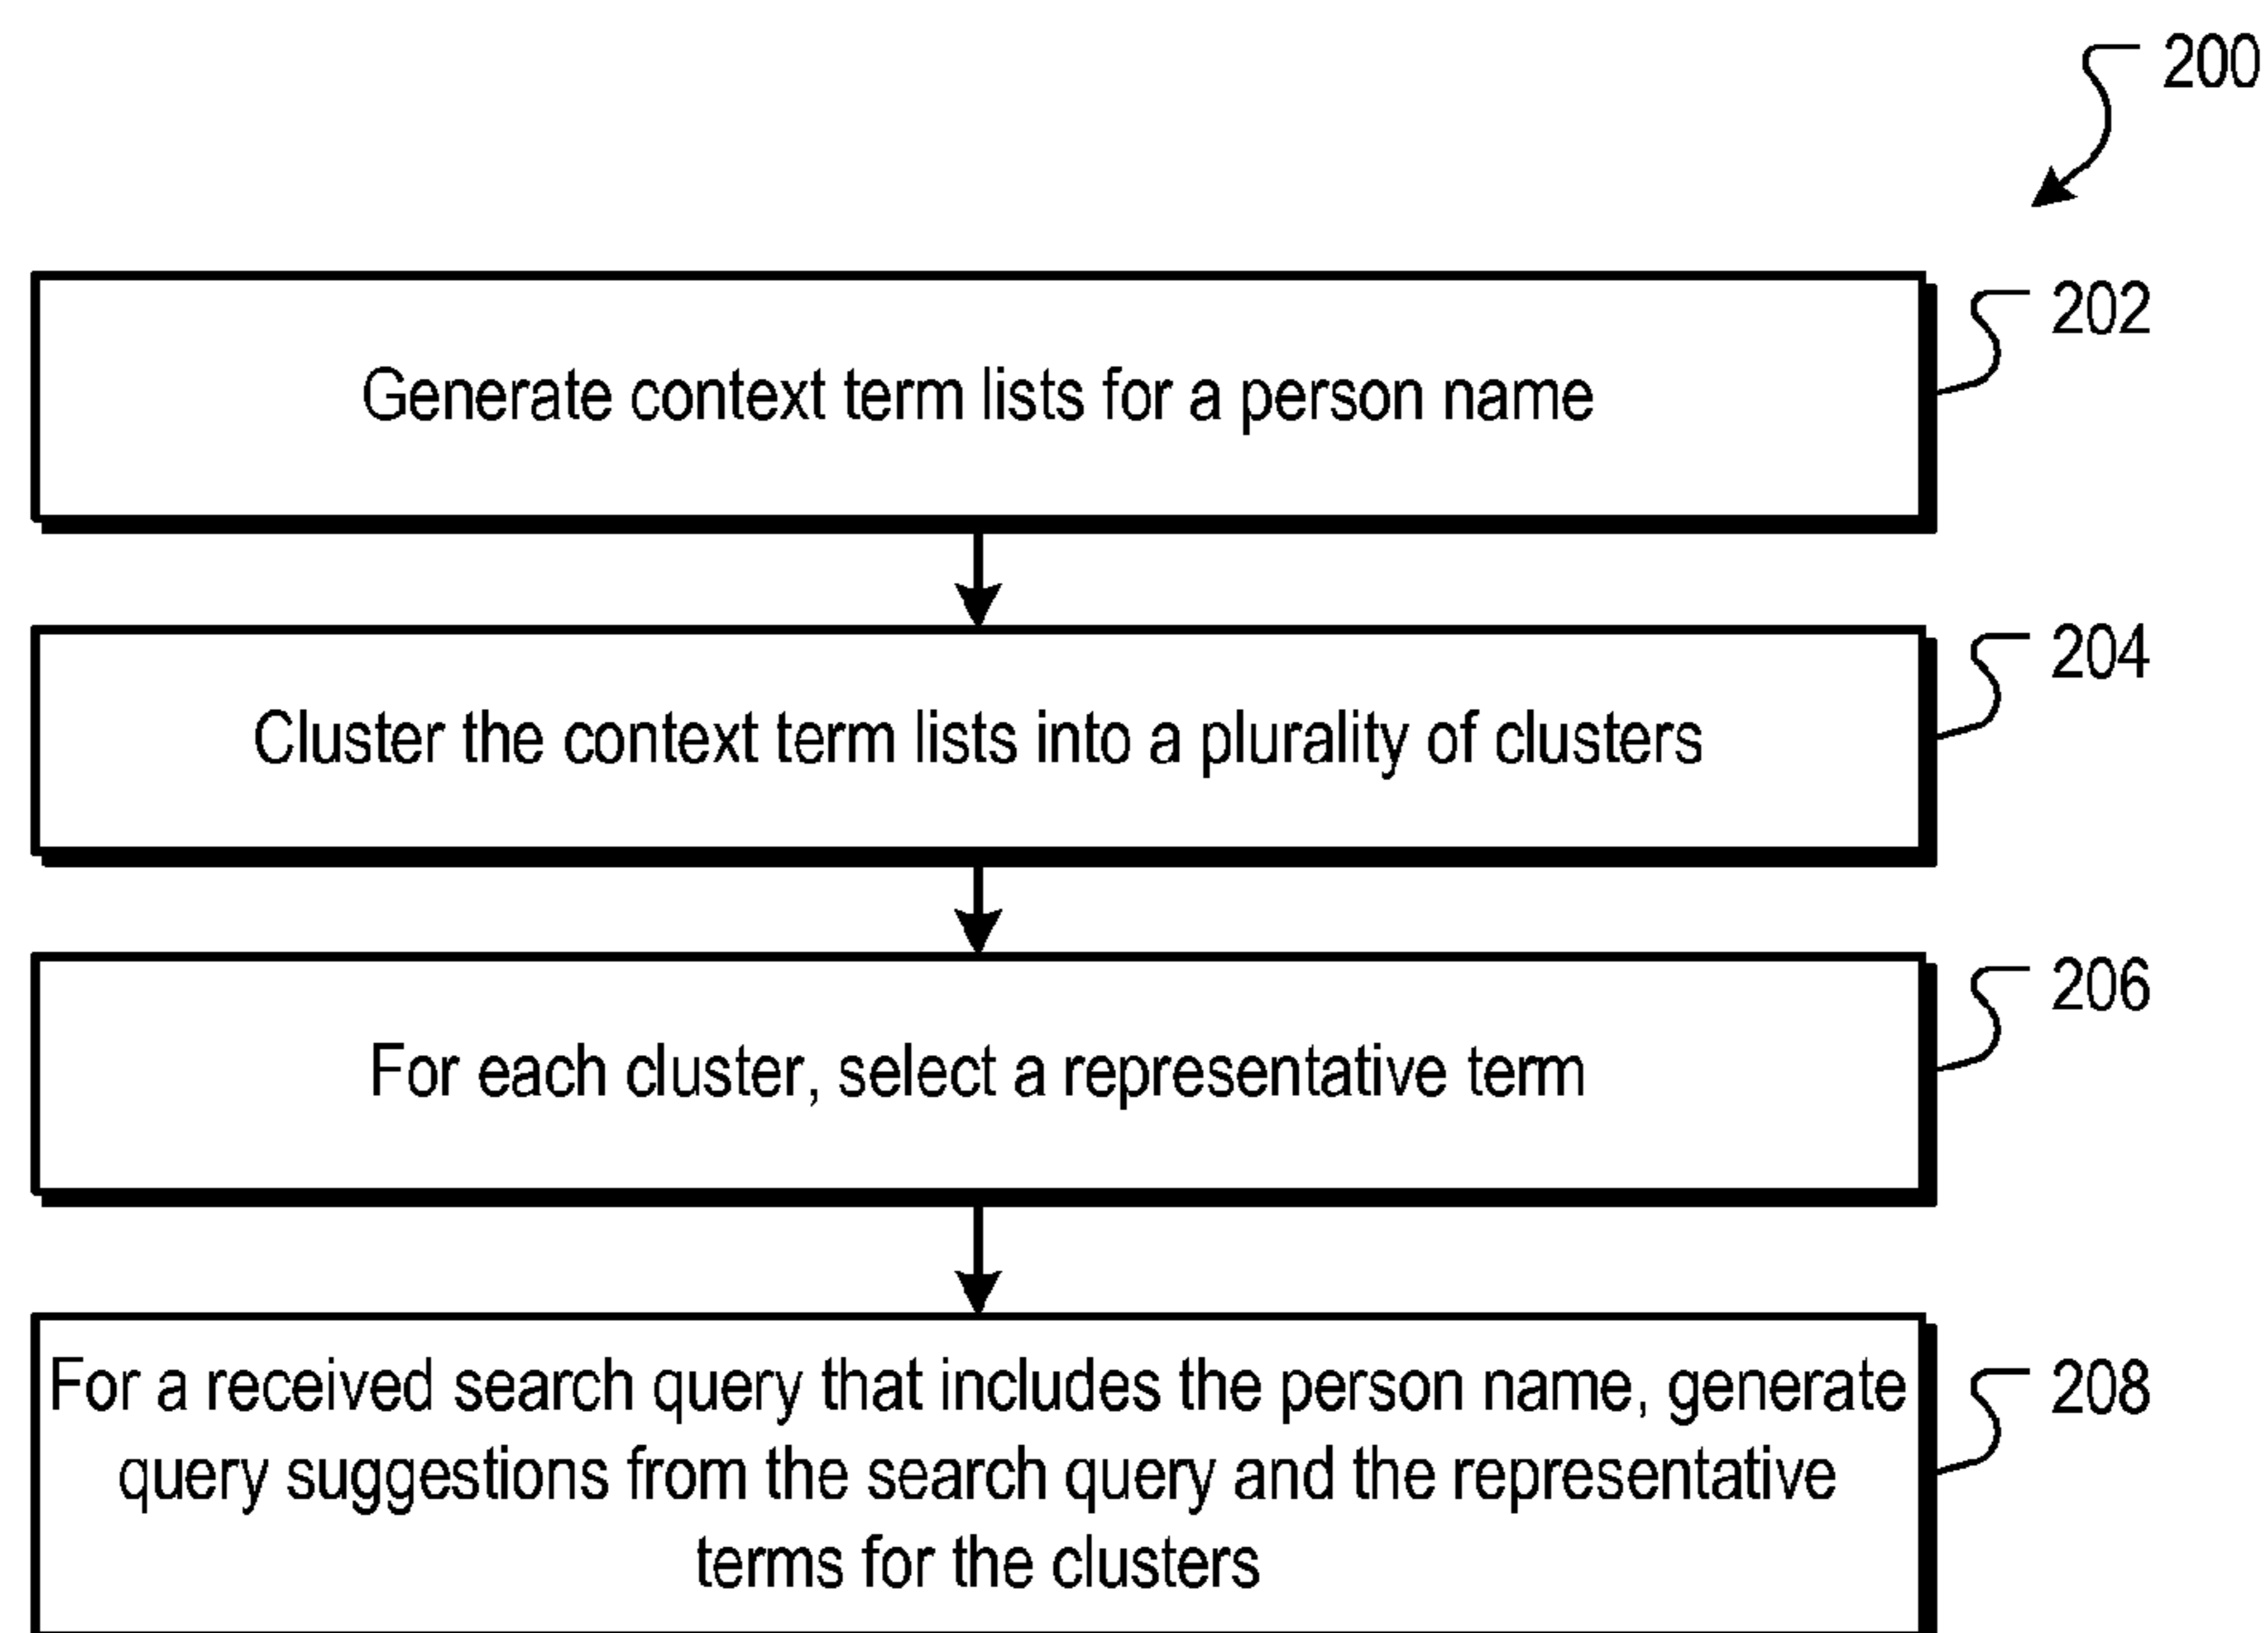 200
Generate context term lists for a person name
202
Cluster the context term lists into a plurality of clusters
204
For each cluster, select a representative term
206
For a received search query that includes the person name, generate
query suggestions from the search query and the representative
terms for the clusters
208